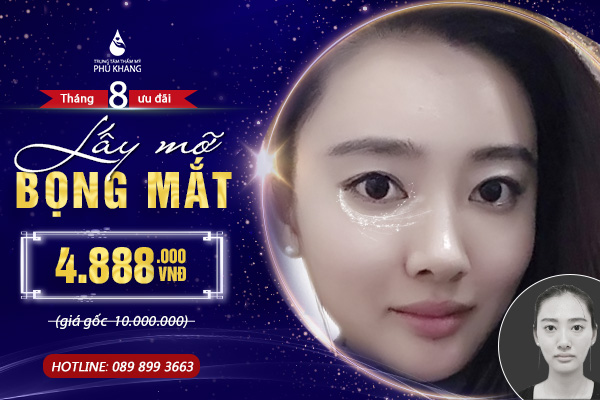 TRUNG TÂM THẨM MỸ
PHÚ KHANG
Tháng 8 ưu đãi
Lấy mỡ
BỌNG MẮT
4.888.000 VNĐ
(giá gốc 10.000.000)
HOTLINE: 089 899 3663